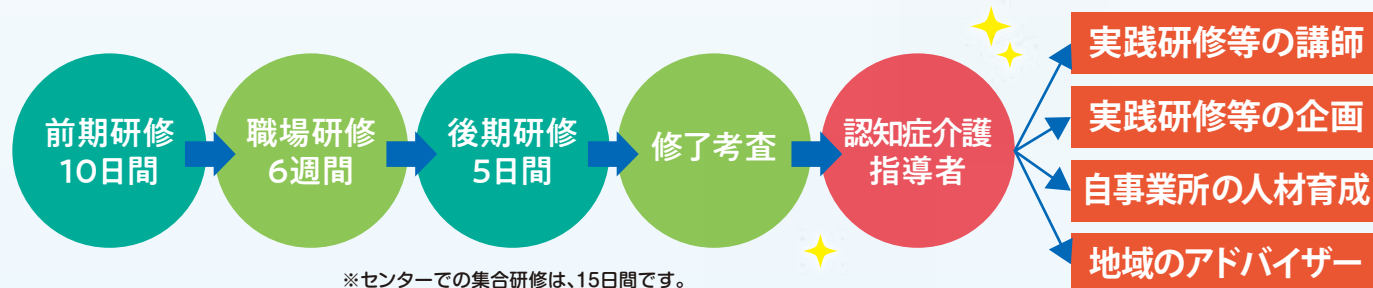 前期研修
10日間
職場研修
6週間
後期研修
5日間
修了考査
認知症介護
指導者
実践研修等の講師
実践研修等の企画
自事業所の人材育成
地域のアドバイザー
※センターでの集合研修は、15日間です。